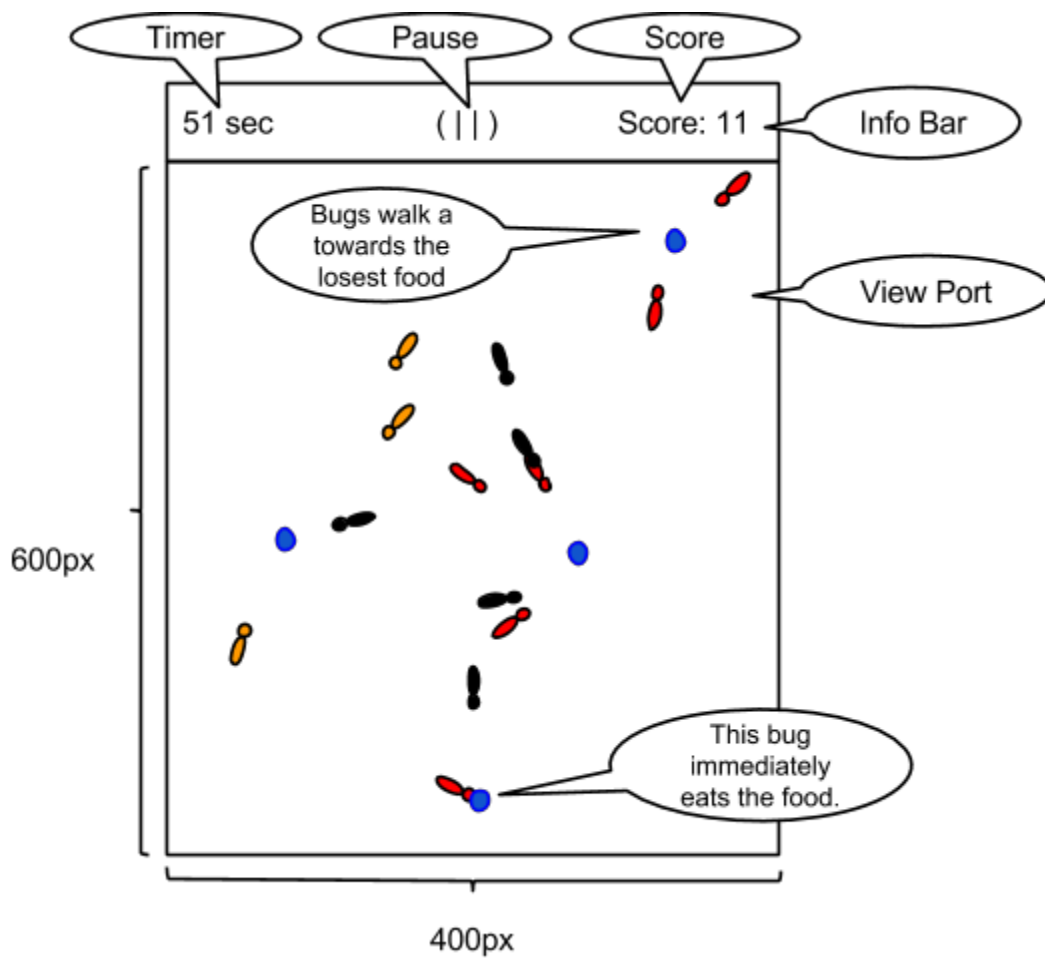 Timer
Pause
Score
51 sec
(||)
Score: 11
Info Bar
Bugs walk a
towards the
losest food
View Port
600px
This bug
immediately
eats the food.
400px